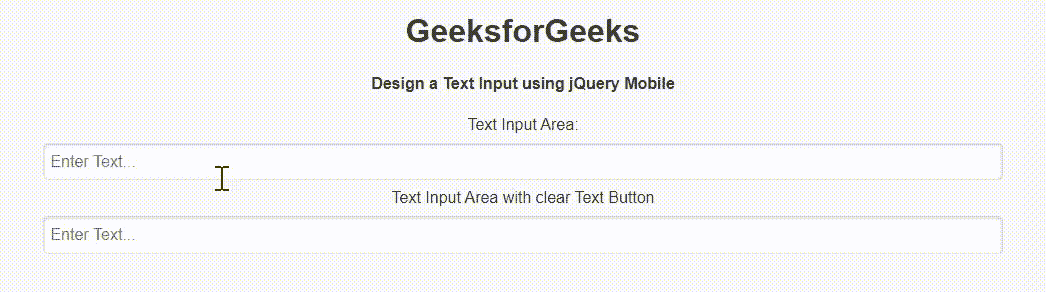 GeeksforGeeks
Design a Text Input using jQuery Mobile
Text Input Area:
Enter Text...
Text Input Area with clear Text Button
Enter Text...